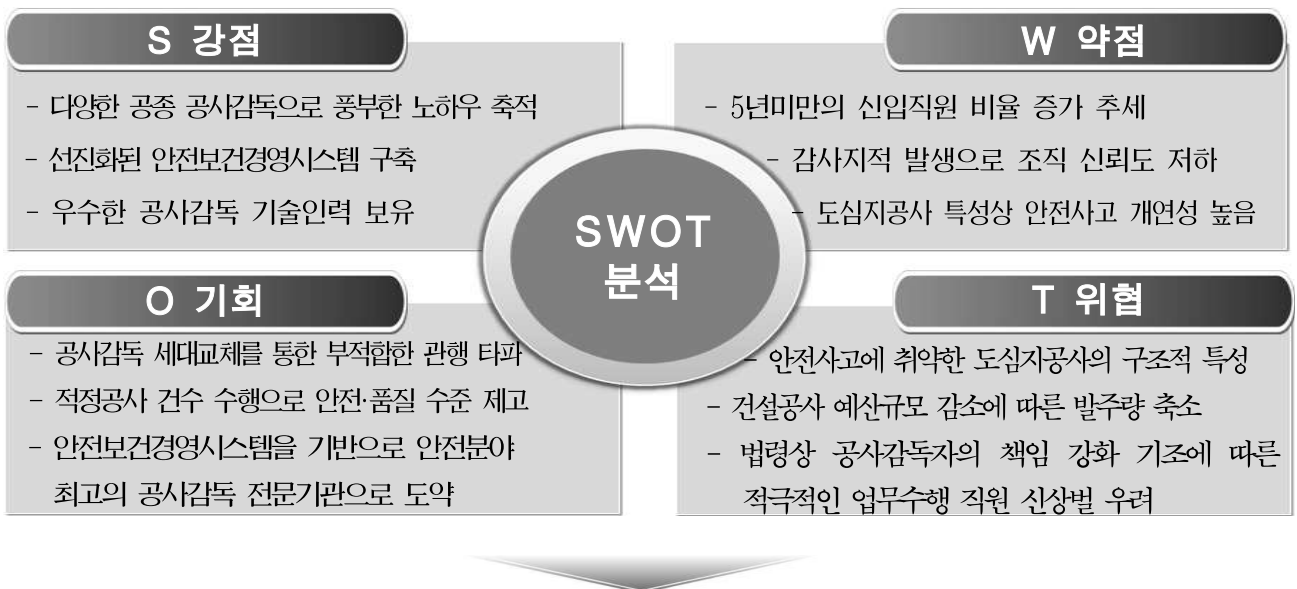 S 강점
- 다양한 공종 공사감독으로 풍부한 노하우 축적
- 선진화된 안전보건경영시스템 구축
- 우수한 공사감독 기술인력 보유
W 약점
- 5년미만의 신입직원 비율 증가 추세
- 감사지적 발생으로 조직 신뢰도 저하
- 도심지공사 특성상 안전사고 개연성 높음
SWOT
분석
O 기회
- 공사감독 세대교체를 통한 부적합한 관행 타파
- 적정공사 건수 수행으로 안전·품질 수준 제고
- 안전보건경영시스템을 기반으로 안전분야
최고의 공사감독 전문기관으로 도약
T 위협
- 안전사고에 취약한 도심지공사의 구조적 특성
- 건설공사 예산규모 감소에 따른 발주량 축소
- 법령상 공사감독자의 책임 강화 기조에 따른
적극적인 업무수행 직원 신상벌 우려